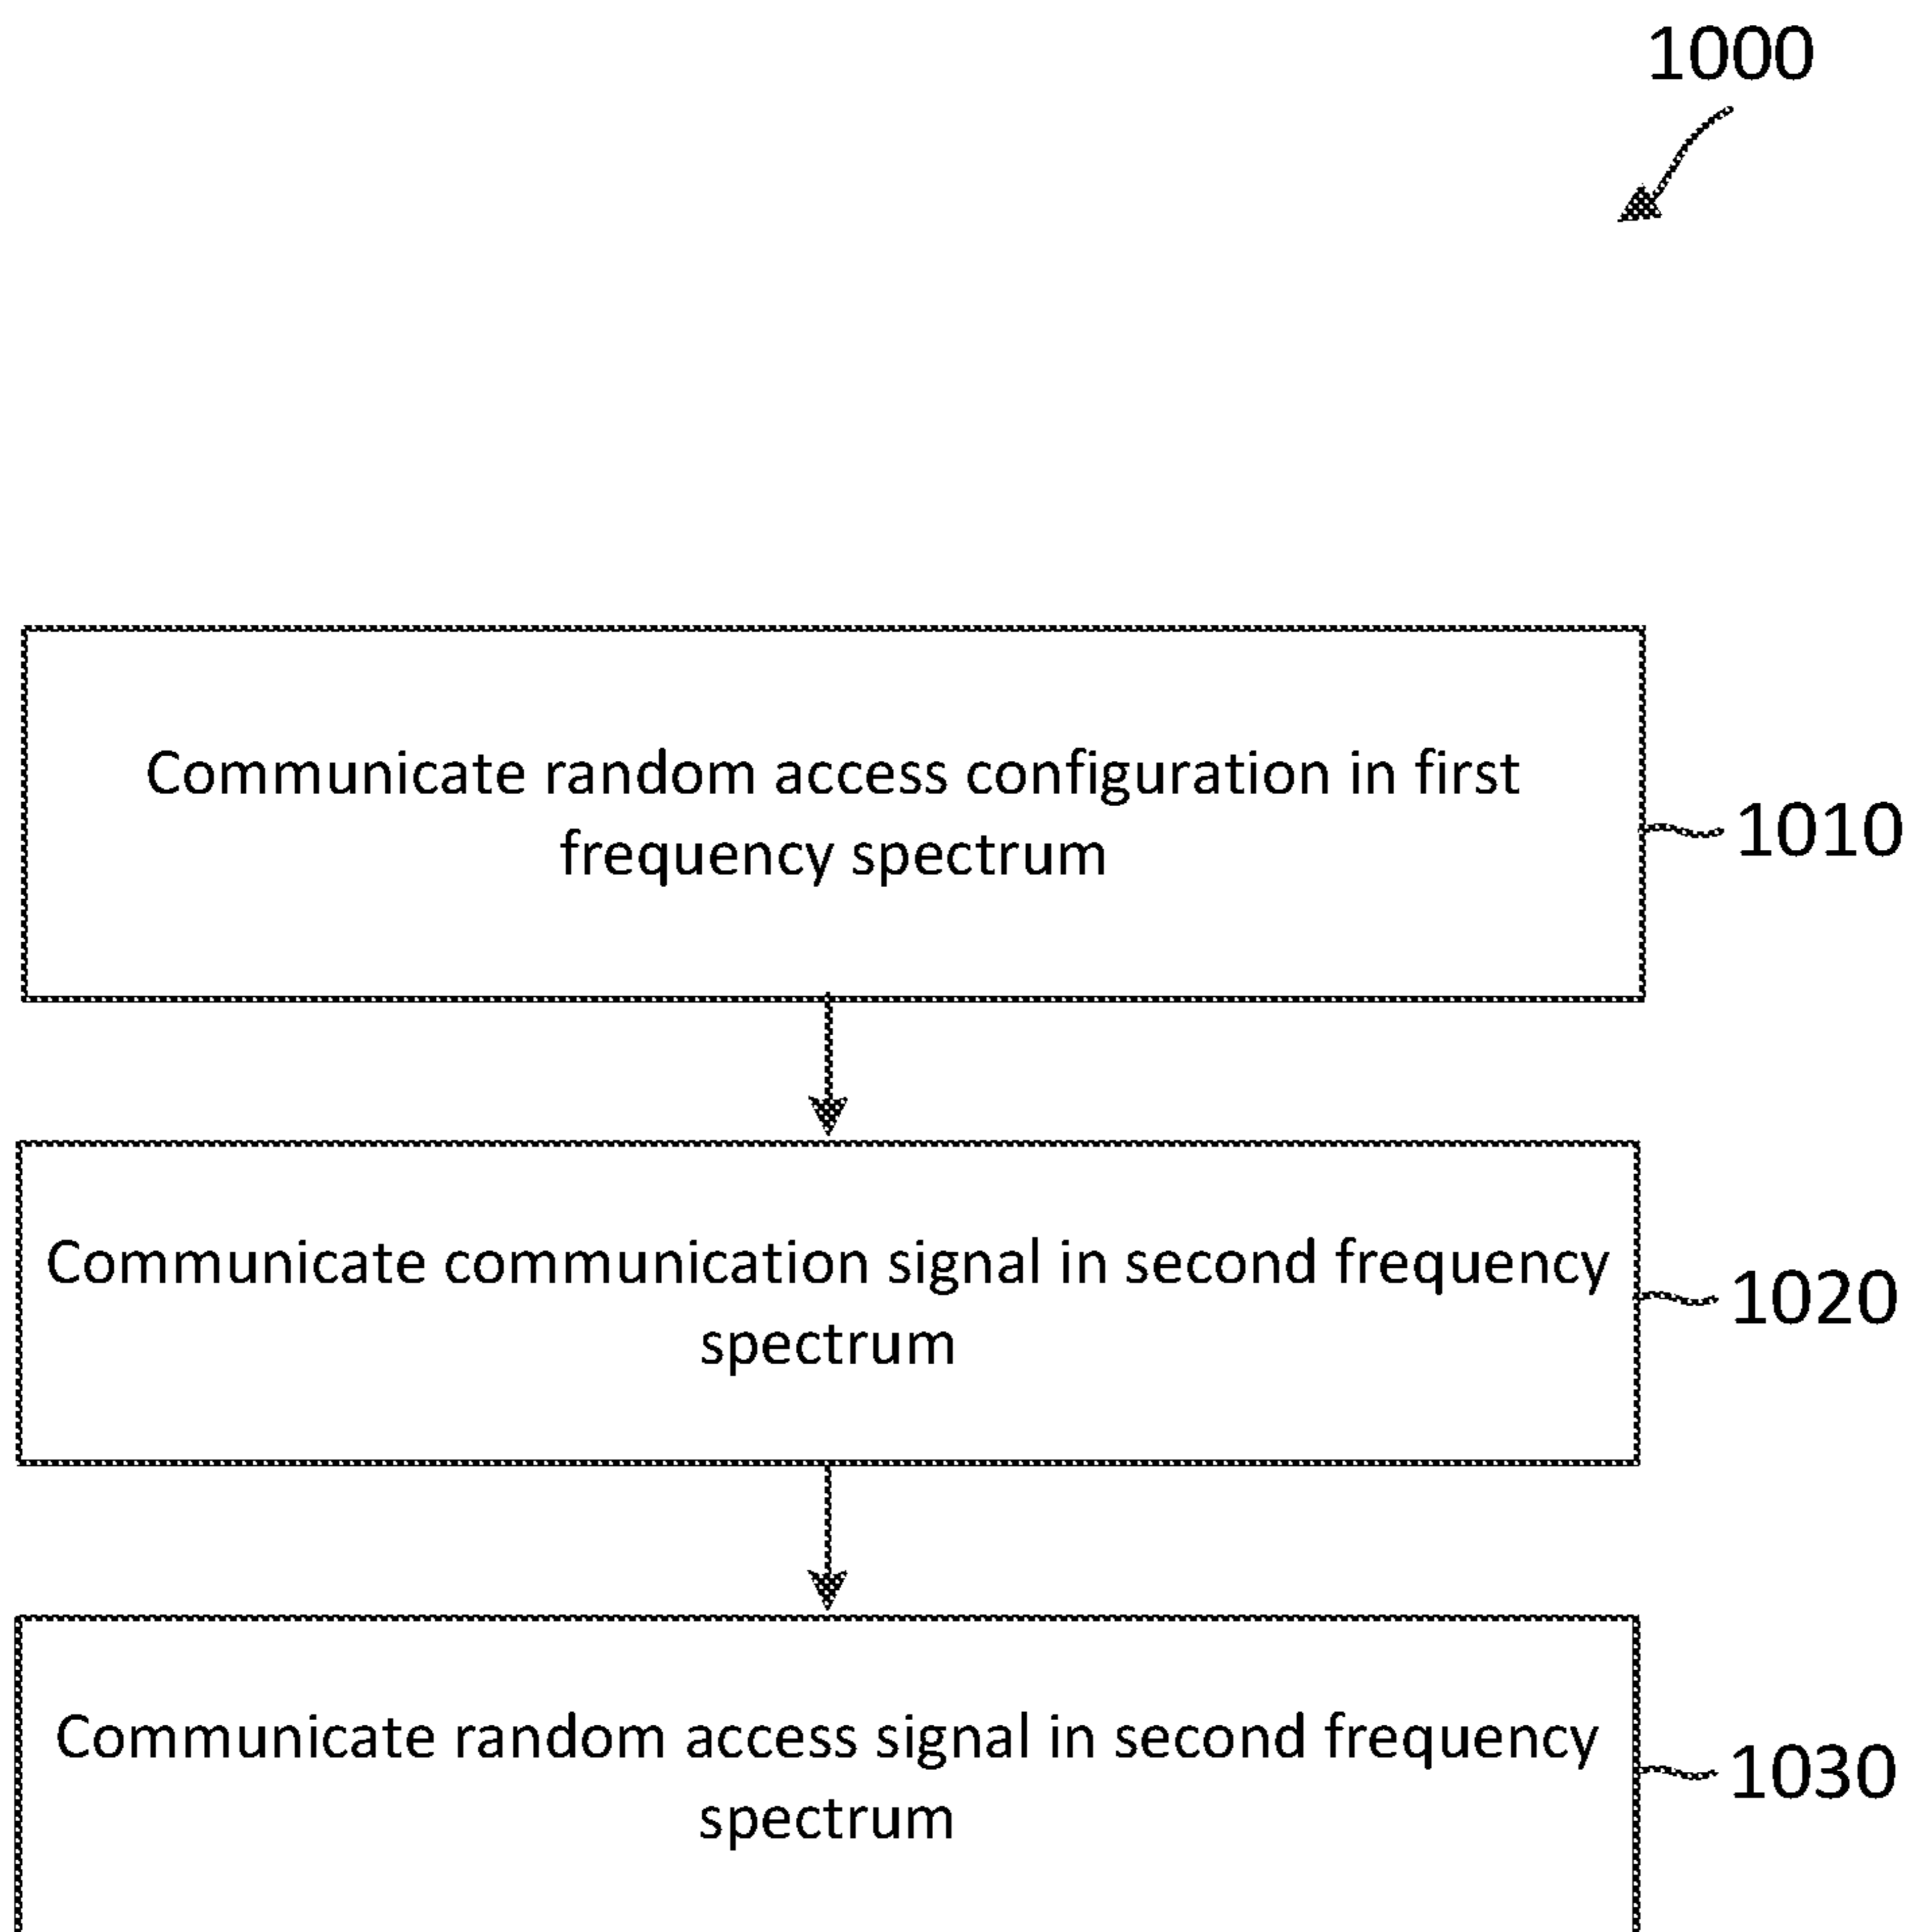 1000
Communicate random access configuration in first
frequency spectrum
1010
Communicate communication signal in second frequency
spectrum
1020
Communicate random access signal in second frequency
spectrum
1030